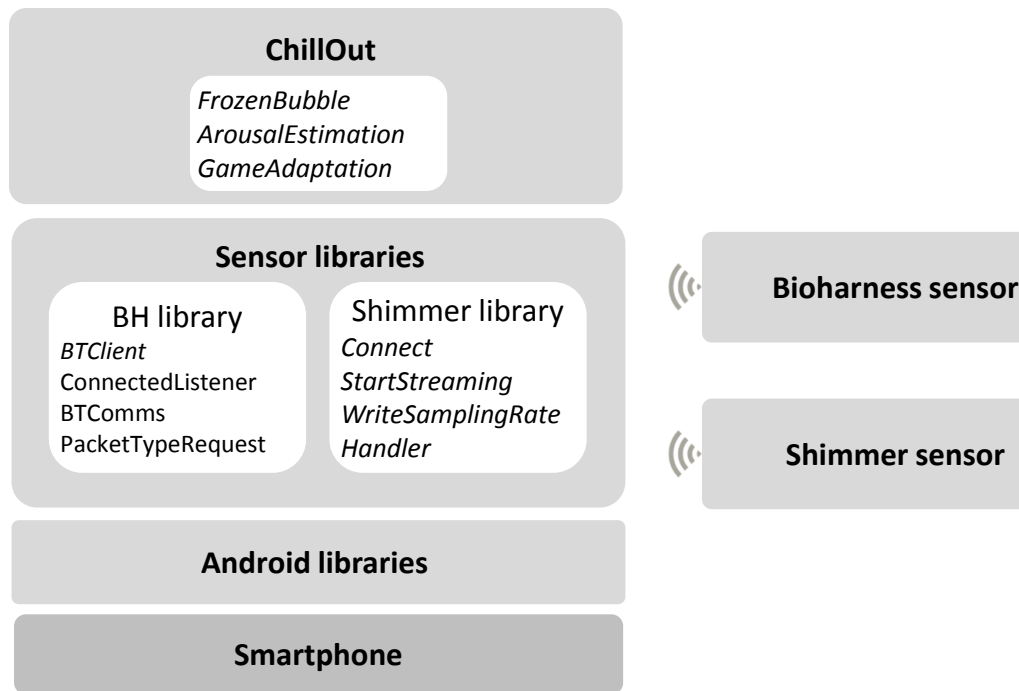 ChillOut
FrozenBubble
ArousalEstimation
GameAdaptation
Sensor libraries
BH library
BTClient
ConnectedListener
BTComms
PacketTypeRequest
Shimmer library
Connect
StartStreaming
WriteSamplingRate
Handler
Bioharness sensor
Shimmer sensor
Android libraries
Smartphone